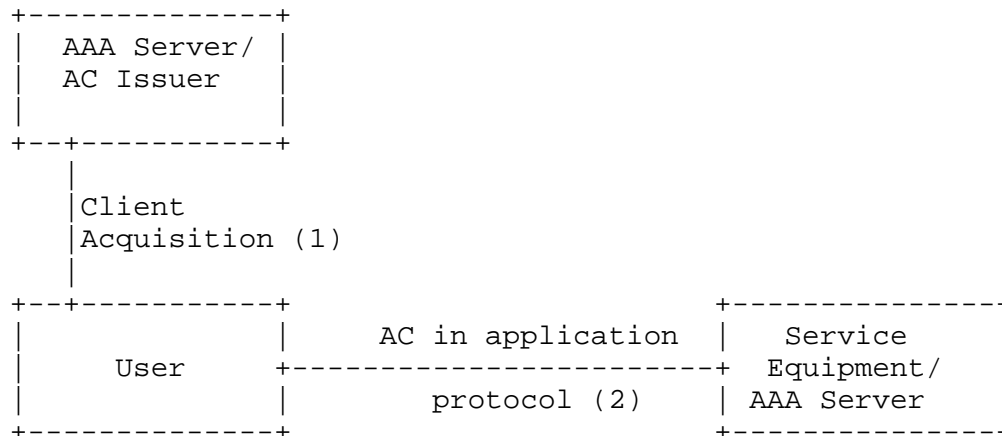 AAA Server/
AC Issuer
Client
Acquisition (1)
AC in application
Service
User
Equipment/
protocol (2)
AAA Server